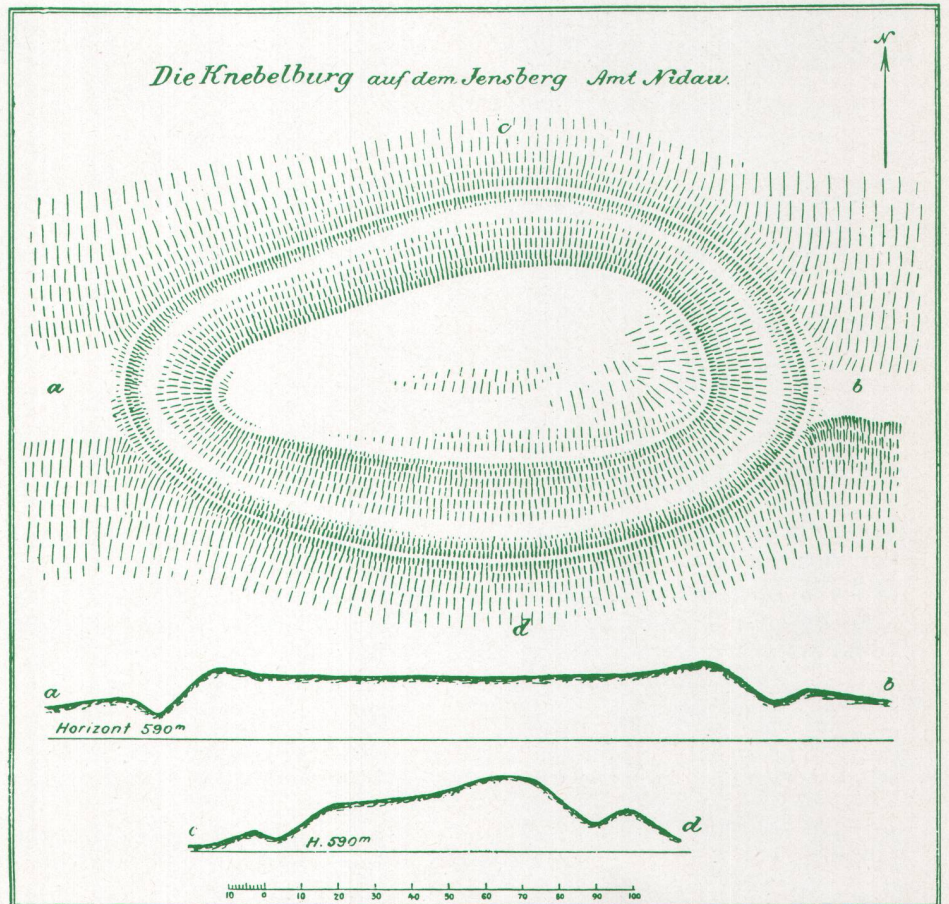 N
Die Knebelburg auf dem Jensberg Amt Nidau.
c
a
b
d
a
b
Horizont 590m
c
d
H. 590m
10 0 10 20 30 40 50 60 70 80 90 100